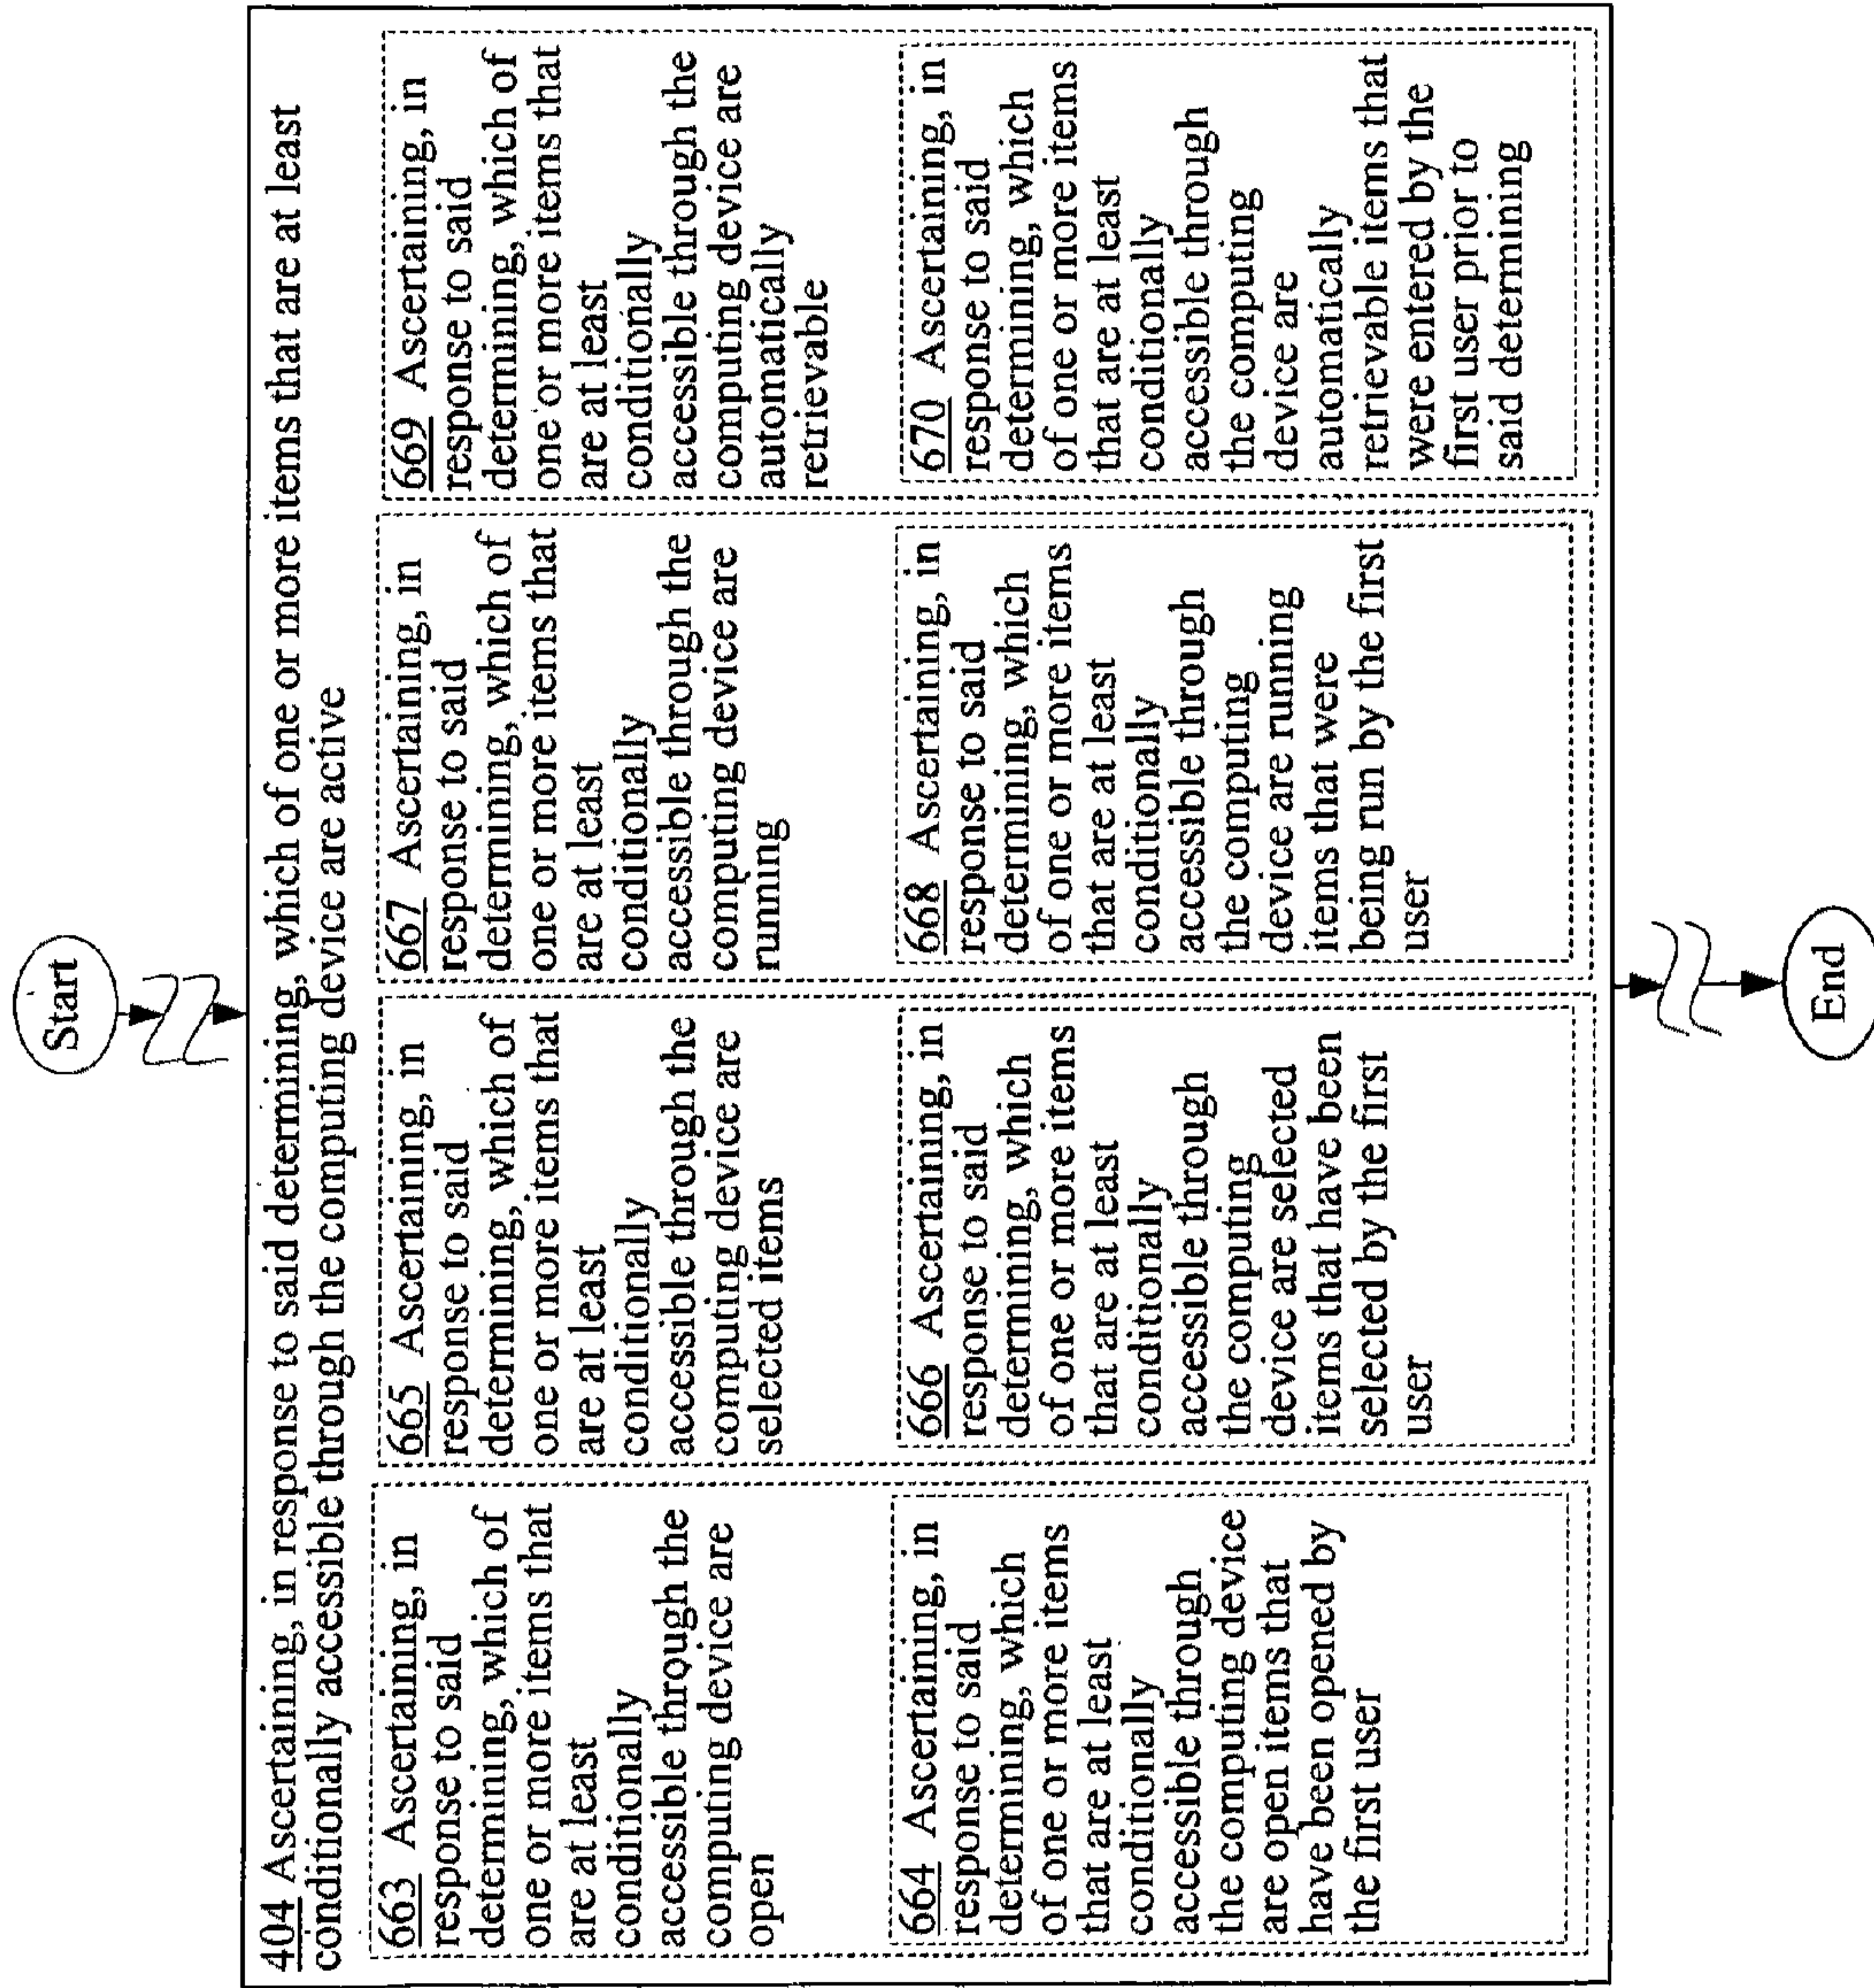 Start
404 Ascertaining, in response to said determining, which of one or more items that are at least
conditionally accessible through the computing device are active
663 Ascertaining, in
response to said
determining, which of
one or more items that
are at least
conditionally
accessible through the
computing device are
open
664 Ascertaining, in
response to said
determining, which
of one or more items
that are at least
conditionally
accessible through
the computing device
are open items that
have been opened by
the first user
665 Ascertaining, in
response to said
determining, which of
one or more items that
are at least
conditionally
accessible through the
computing device are
selected items
666 Ascertaining, in
response to said
determining, which
of one or more items
that are at least
conditionally
accessible through
the computing
device are selected
items that have been
selected by the first
user
667 Ascertaining, in
response to said
determining, which of
one or more items that
are at least
conditionally
accessible through the
computing device are
running
668 Ascertaining, in
response to said
determining, which
of one or more items
that are at least
conditionally
accessible through
the computing
device are running
items that were
being run by the first
user
669 Ascertaining, in
response to said
determining, which of
one or more items that
are at least
conditionally
accessible through the
computing device are
automatically
retrievable
670 Ascertaining, in
response to said
determining, which
of one or more items
that are at least
conditionally
accessible through
the computing
device are
automatically
retrievable items that
were entered by the
first user prior to
said determining
End